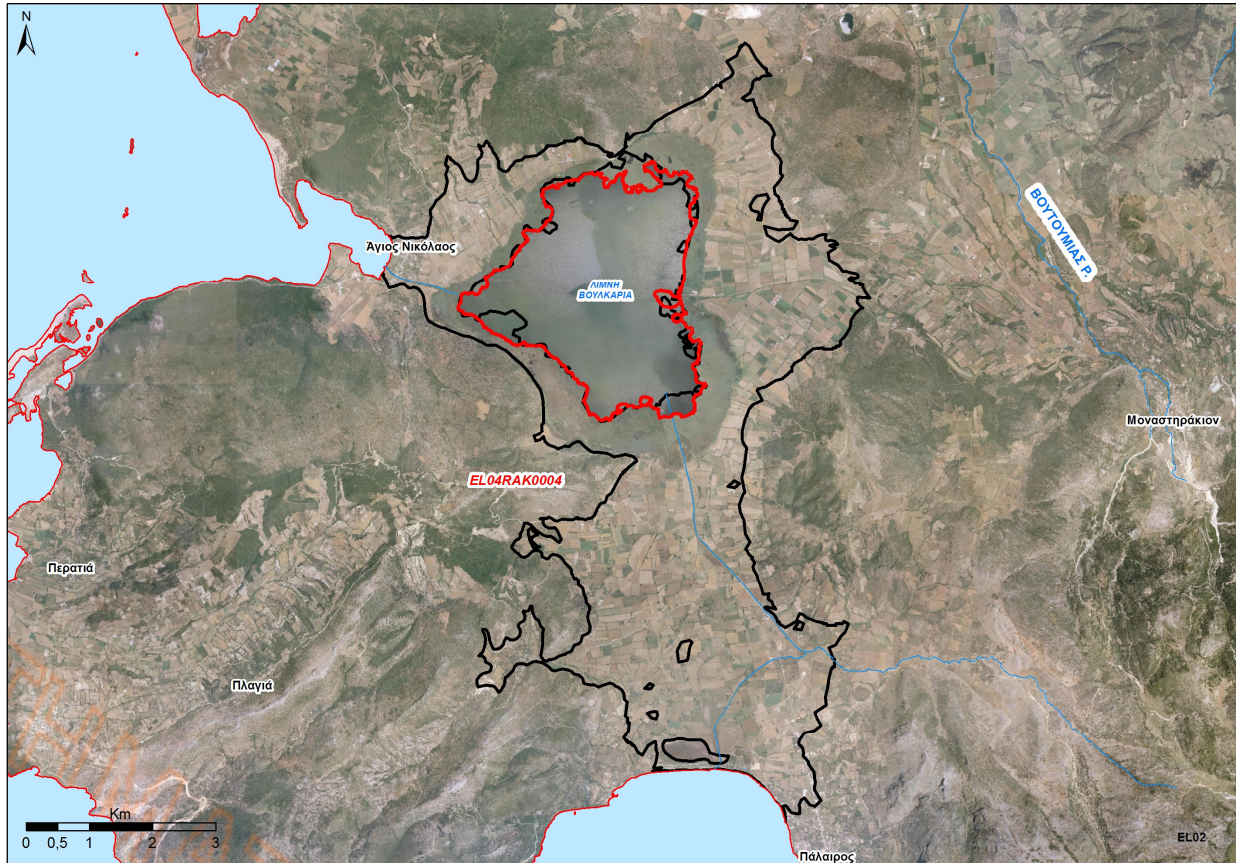 N
Άγιος Νικόλαος
ΛΙΜΝΗ
ΒΟΥΛΚΑΡΙΑ
ΒΟΥΤΟΥΜΙΑΣ Ρ.
Μοναστηράκιον
EL04RAK0004
Περατιά
Πλαγιά
Km
0 0,5 1 2 3
Πάλαιρος
EL02